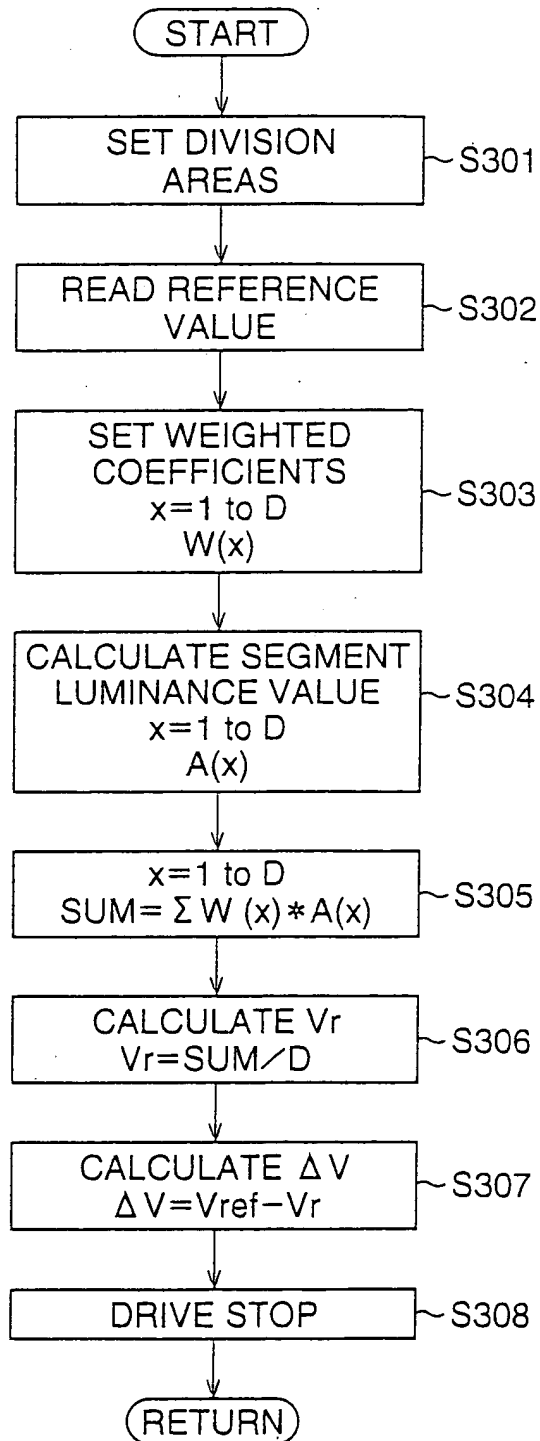 START
SET DIVISION
AREAS
S301
READ REFERENCE
VALUE
S302
SET WEIGHTED
COEFFICIENTS
x=1 to D
W(x)
S303
CALCULATE SEGMENT
LUMINANCE VALUE
x=1 to D
A(x)
S304
x=1 to D
SUM=ΣW (x)*A(x)
S305
CALCULATE Vr
Vr=SUM/D
S306
CALCULATE ΔV
ΔV=Vref-Vr
S307
DRIVE STOP
S308
RETURN